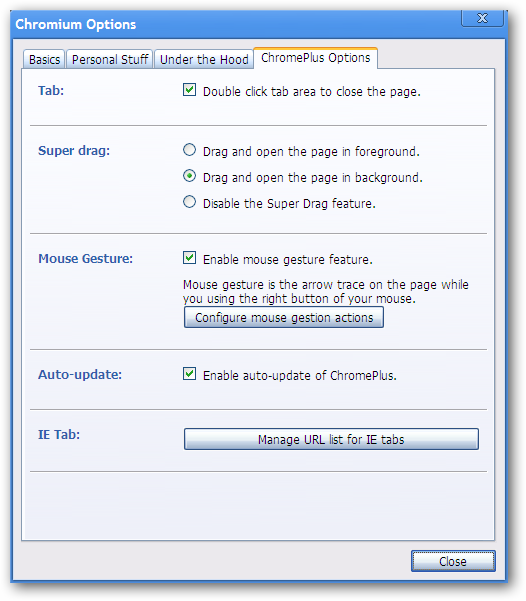 Chromium Options
Basics
Personal Stuff
Under the Hood
ChromePlus Options
Tab:
Double click tab area to close the page.
Super drag:
Drag and open the page in foreground.
Drag and open the page in background.
Disable the Super Drag feature.
Mouse Gesture:
Enable mouse gesture feature.
Mouse gesture is the arrow trace on the page while
you using the right button of your mouse.
Configure mouse gestion actions
Auto-update:
Enable auto-update of ChromePlus.
IE Tab:
Manage URL list for IE tabs
Close